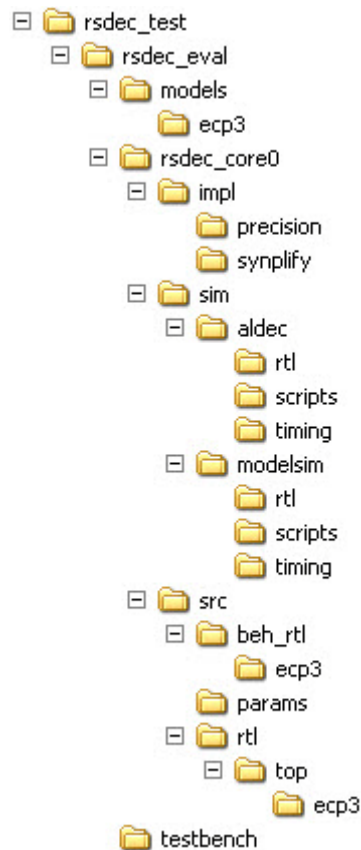 rsdec_test
rsdec_eval
models
ecp3
rsdec_core0
impl
precision
synplify
sim
aldec
rtl
scripts
timing
modelsim
rtl
scripts
timing
src
beh_rtl
ecp3
params
rtl
top
ecp3
testbench